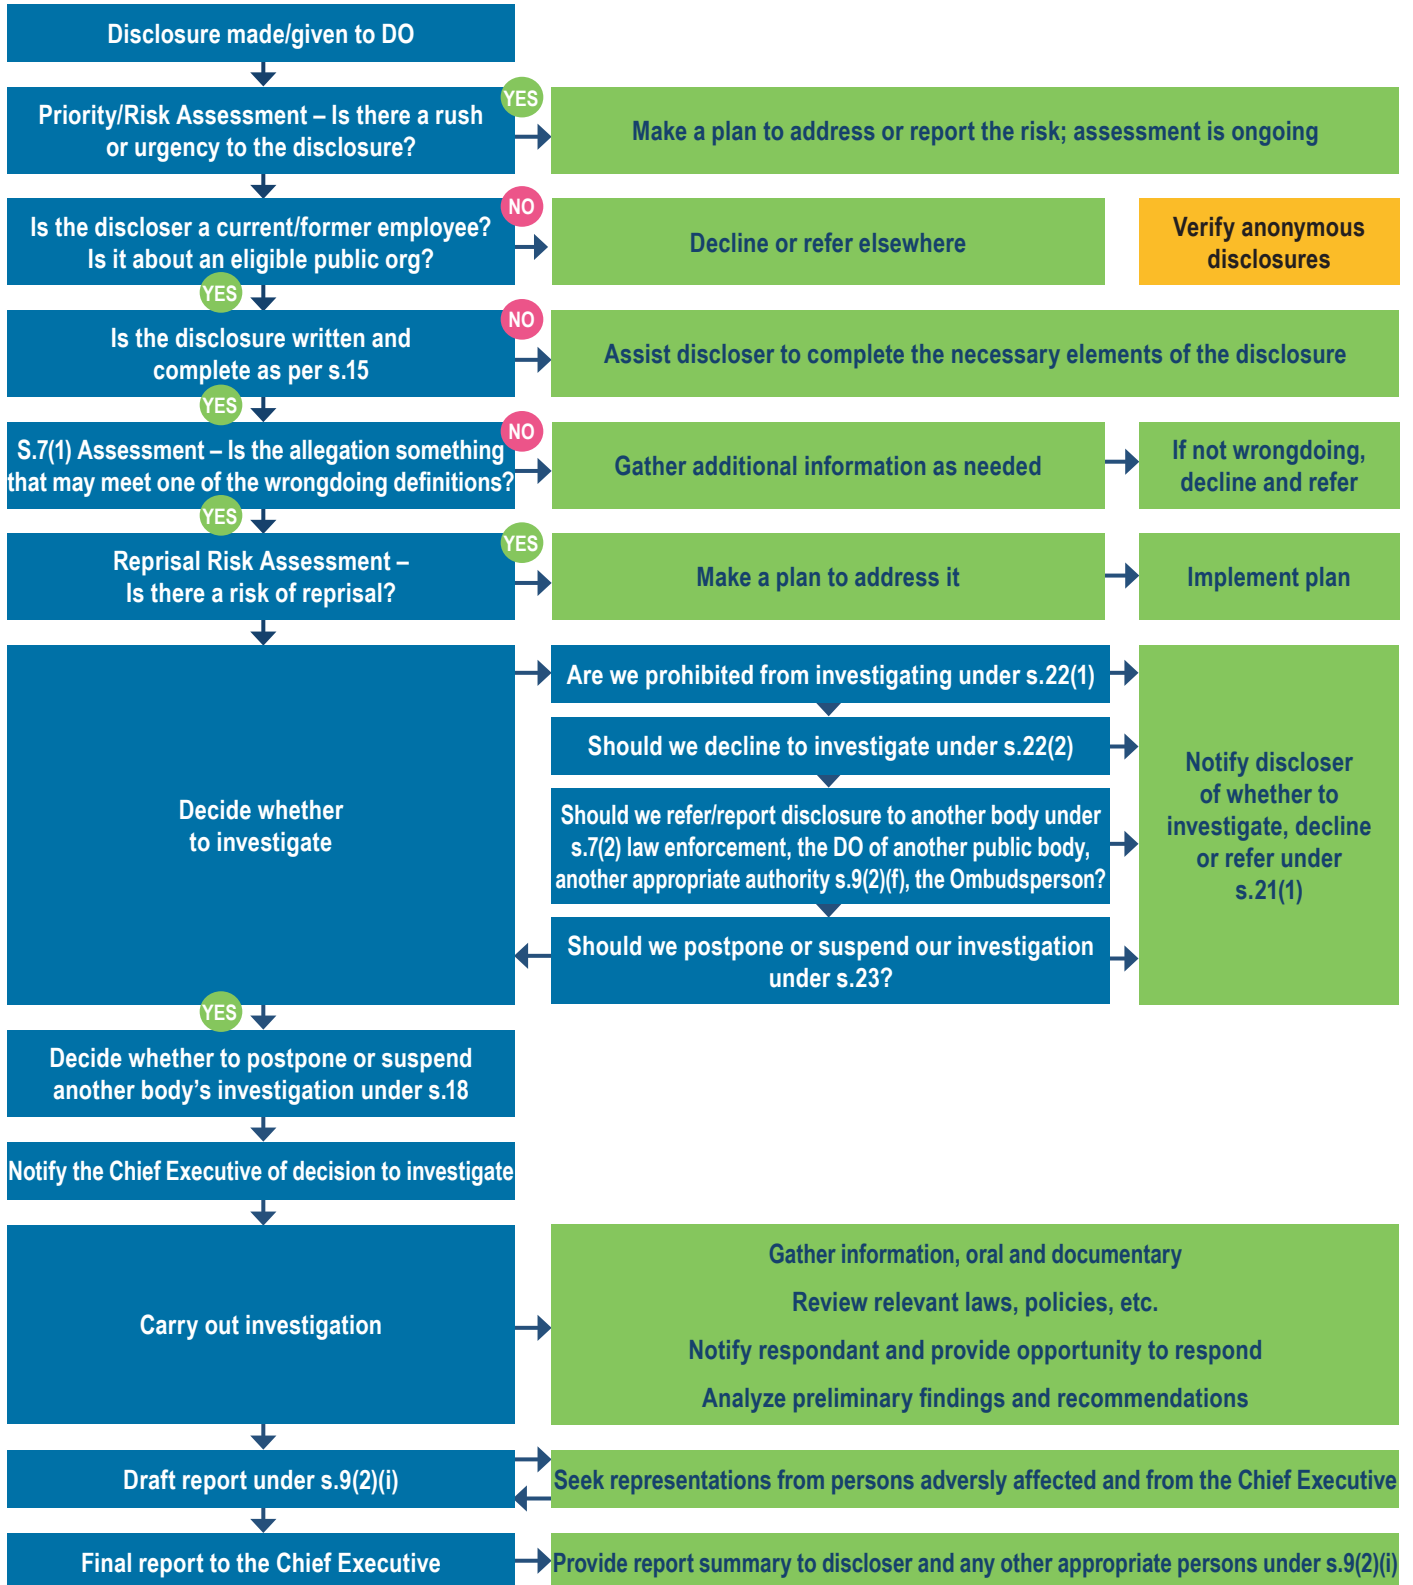 Disclosure made/given to DO
Priority/Risk Assessment – Is there a rush
or urgency to the disclosure?
YES
Make a plan to address or report the risk; assessment is ongoing
Is the discloser a current/former employee?
Is it about an eligible public org?
NO
Decline or refer elsewhere
Verify anonymous
disclosures
YES
Is the disclosure written and
complete as per s.15
NO
Assist discloser to complete the necessary elements of the disclosure
YES
S.7(1) Assessment – Is the allegation something
that may meet one of the wrongdoing definitions?
NO
Gather additional information as needed
If not wrongdoing,
decline and refer
YES
Reprisal Risk Assessment –
Is there a risk of reprisal?
YES
Make a plan to address it
Implement plan
Decide whether
to investigate
Are we prohibited from investigating under s.22(1)
Should we decline to investigate under s.22(2)
Should we refer/report disclosure to another body under
s.7(2) law enforcement, the DO of another public body,
another appropriate authority s.9(2)(f), the Ombudsperson?
Should we postpone or suspend our investigation
under s.23?
Notify discloser
of whether to
investigate, decline
or refer under
s.21(1)
YES
Decide whether to postpone or suspend
another body's investigation under s.18
Notify the Chief Executive of decision to investigate
Carry out investigation
Gather information, oral and documentary
Review relevant laws, policies, etc.
Notify respondant and provide opportunity to respond
Analyze preliminary findings and recommendations
Draft report under s.9(2)(i)
Seek representations from persons adversly affected and from the Chief Executive
Final report to the Chief Executive
Provide report summary to discloser and any other appropriate persons under s.9(2)(i)